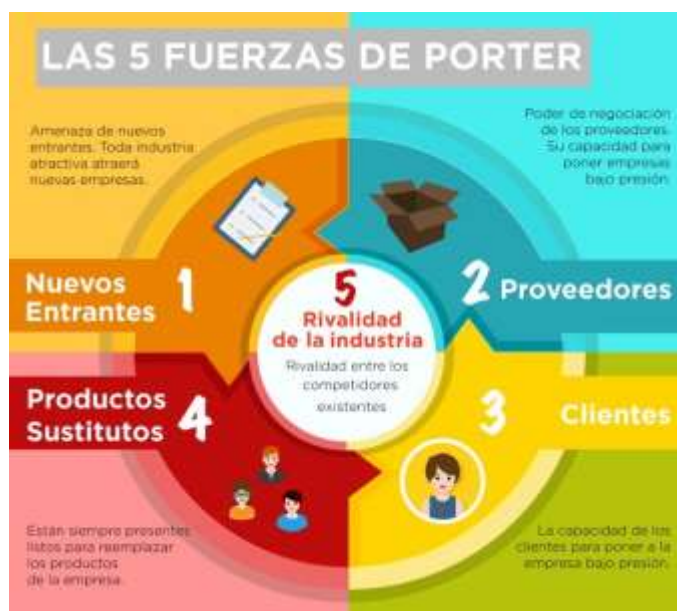 LAS 5 FUERZAS DE PORTER
Amenaza de nuevos
entrantes. Toda industria
atractiva atraerá
nuevas empresas.
Poder de negociación
de los proveedores.
Su capacidad para
poner empresas
bajo presión.
Nuevos
Entrantes
1
2
Proveedores
5
Rivalidad
de la industria
Rivalidad entre los
competidores
existentes
Productos
Sustitutos
4
3
Clientes
Están siempre presentes
listos para reemplazar
los productos
de la empresa.
La capacidad de los
clientes para poner a la
empresa bajo presión.